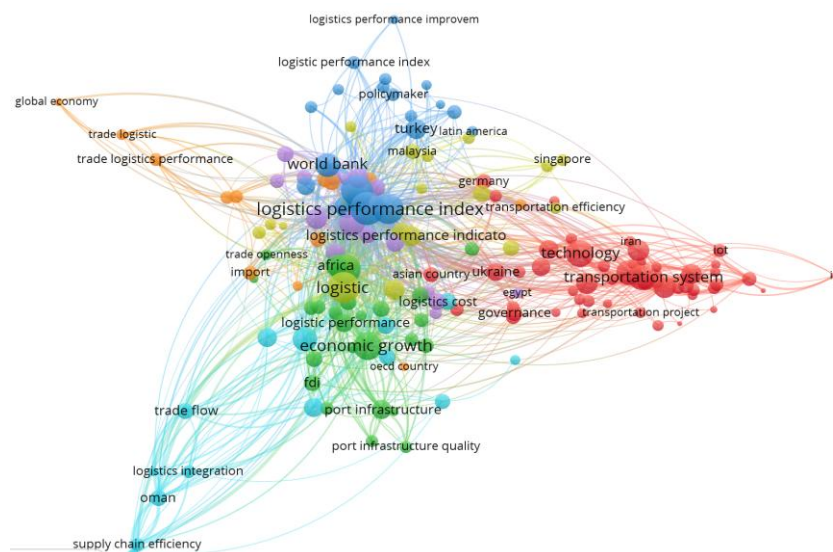 logistics performance improvem
logistic performance index
policymaker
global economy
trade logistic
turkey
latin america
trade logistics performance
malaysia
world bank
singapore
germany
logistics performance index
transportation efficiency
logistics performance indicato
trade openness
iran
technology
iot
africa
import
asian country
ukraine
transportation system
logistic
egypt
logistics cost
governance
transportation project
logistic performance
economic growth
oecd country
fdi
trade flow
port infrastructure
port infrastructure quality
logistics integration
oman
supply chain efficiency